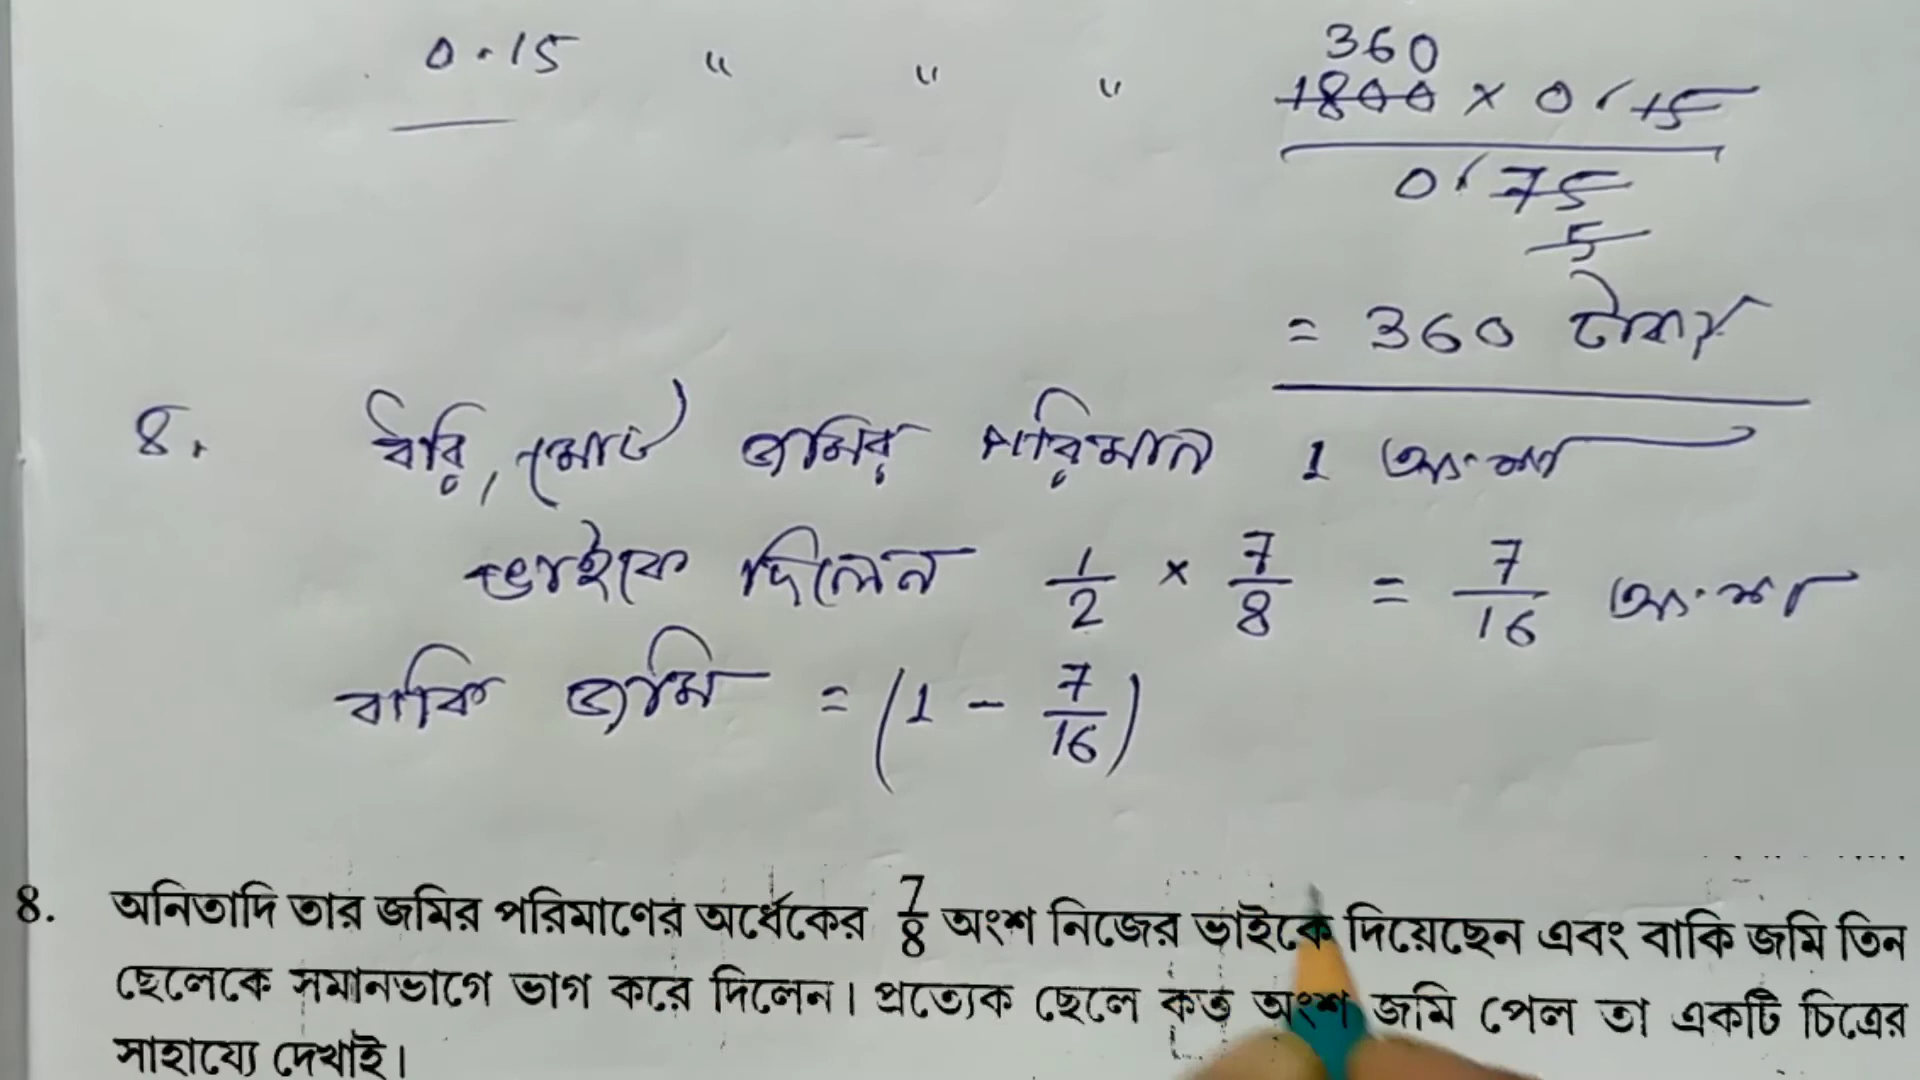 0.15 " " " 360
1800 × 0.15
0.75
5
= 360 টাকা
8. ধরি, মোট জমির পরিমান 1 অংশ
ভাইকে দিলেন 1/2 × 7/8 = 7/16 অংশ
বাকি জমি = (1 - 7/16)
8. অনিতাদি তার জমির পরিমাণের অর্ধেকের 7/8 অংশ নিজের ভাইকে দিয়েছেন এবং বাকি জমি তিন
ছেলেকে সমানভাগে ভাগ করে দিলেন। প্রত্যেক ছেলে কত অংশ জমি পেল তা একটি চিত্রের
সাহায্যে দেখাই।